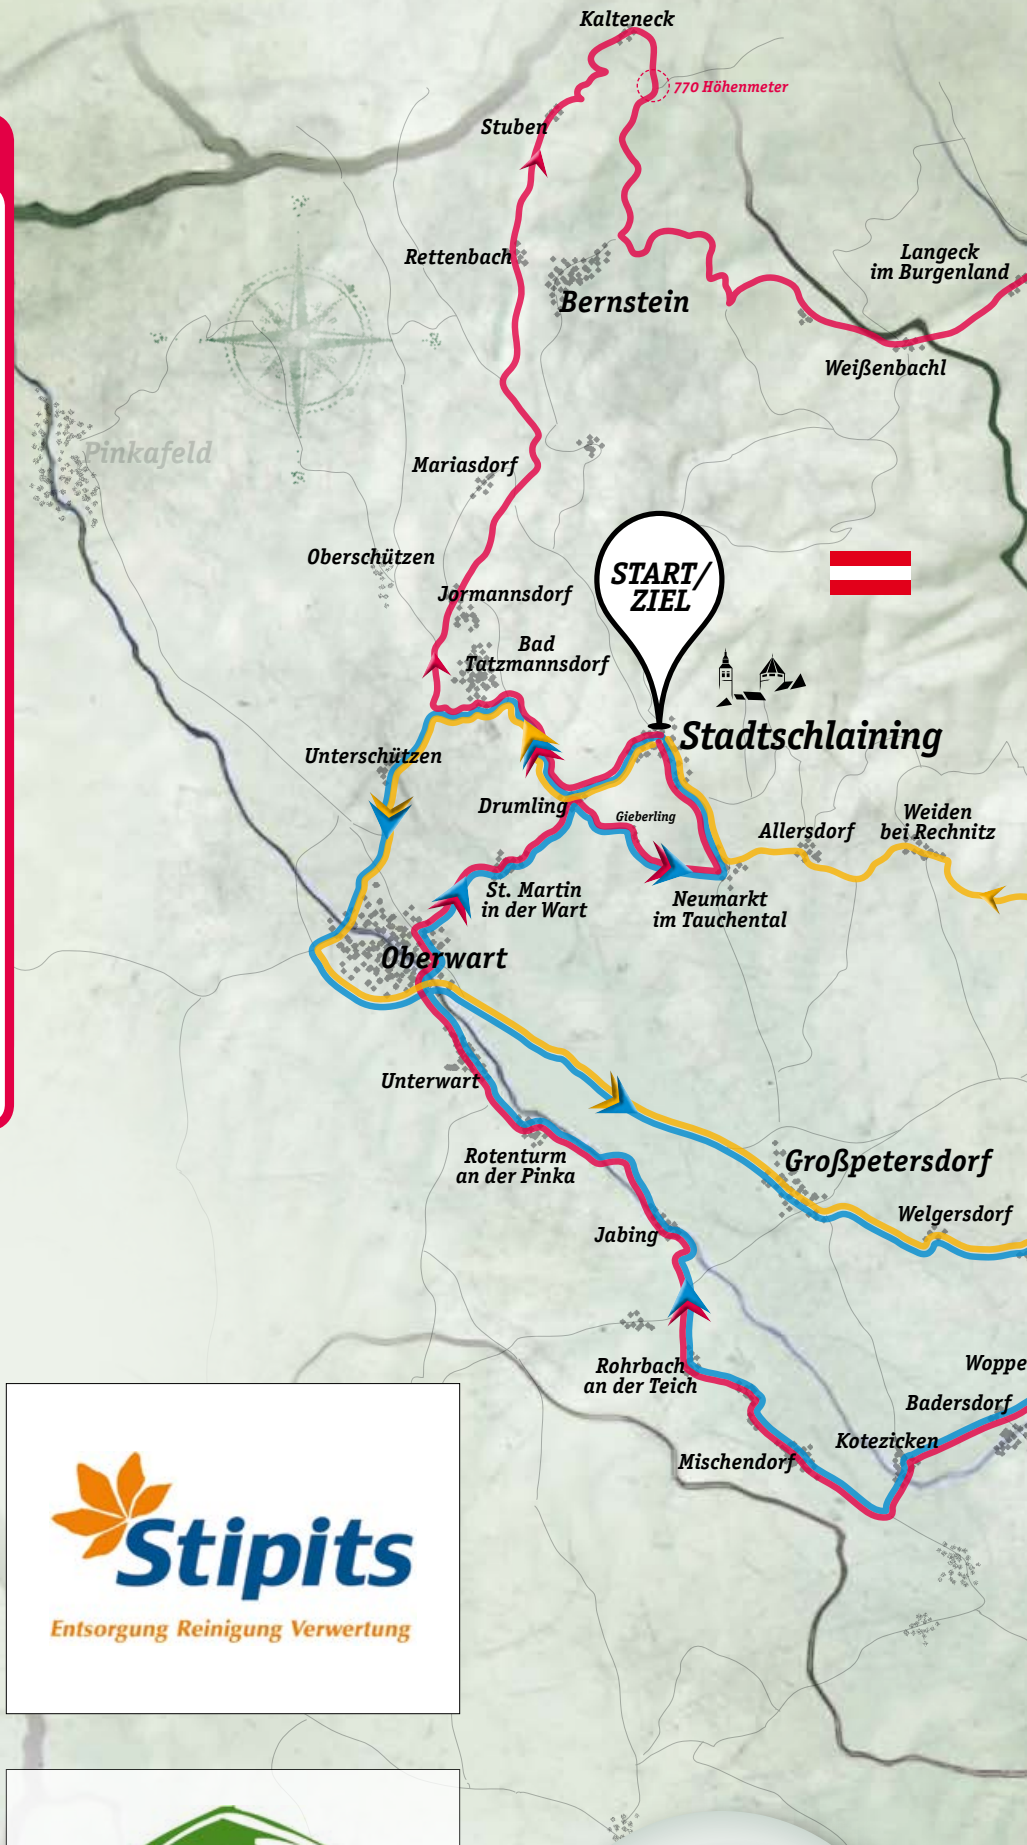 Kalteneck
770 Höhenmeter
Stuben
Rettenbach
Langeck
im Burgenland
Bernstein
Weißenbachl
Pinkafeld
Mariasdorf
Oberschützen
START/
ZIEL
Jormannsdorf
Bad
Tatzmannsdorf
Stadtschlaining
Unterschützen
Drumling
Gieberling
Allersdorf
Weiden
bei Rechnitz
St. Martin
in der Wart
Neumarkt
im Tauchental
Oberwart
Unterwart
Rotenturm
an der Pinka
Großpetersdorf
Welgersdorf
Jabing
Rohrbach
an der Teich
Woppe
Badersdorf
Kotezicken
Mischendorf
Stipits
Entsorgung Reinigung Verwertung